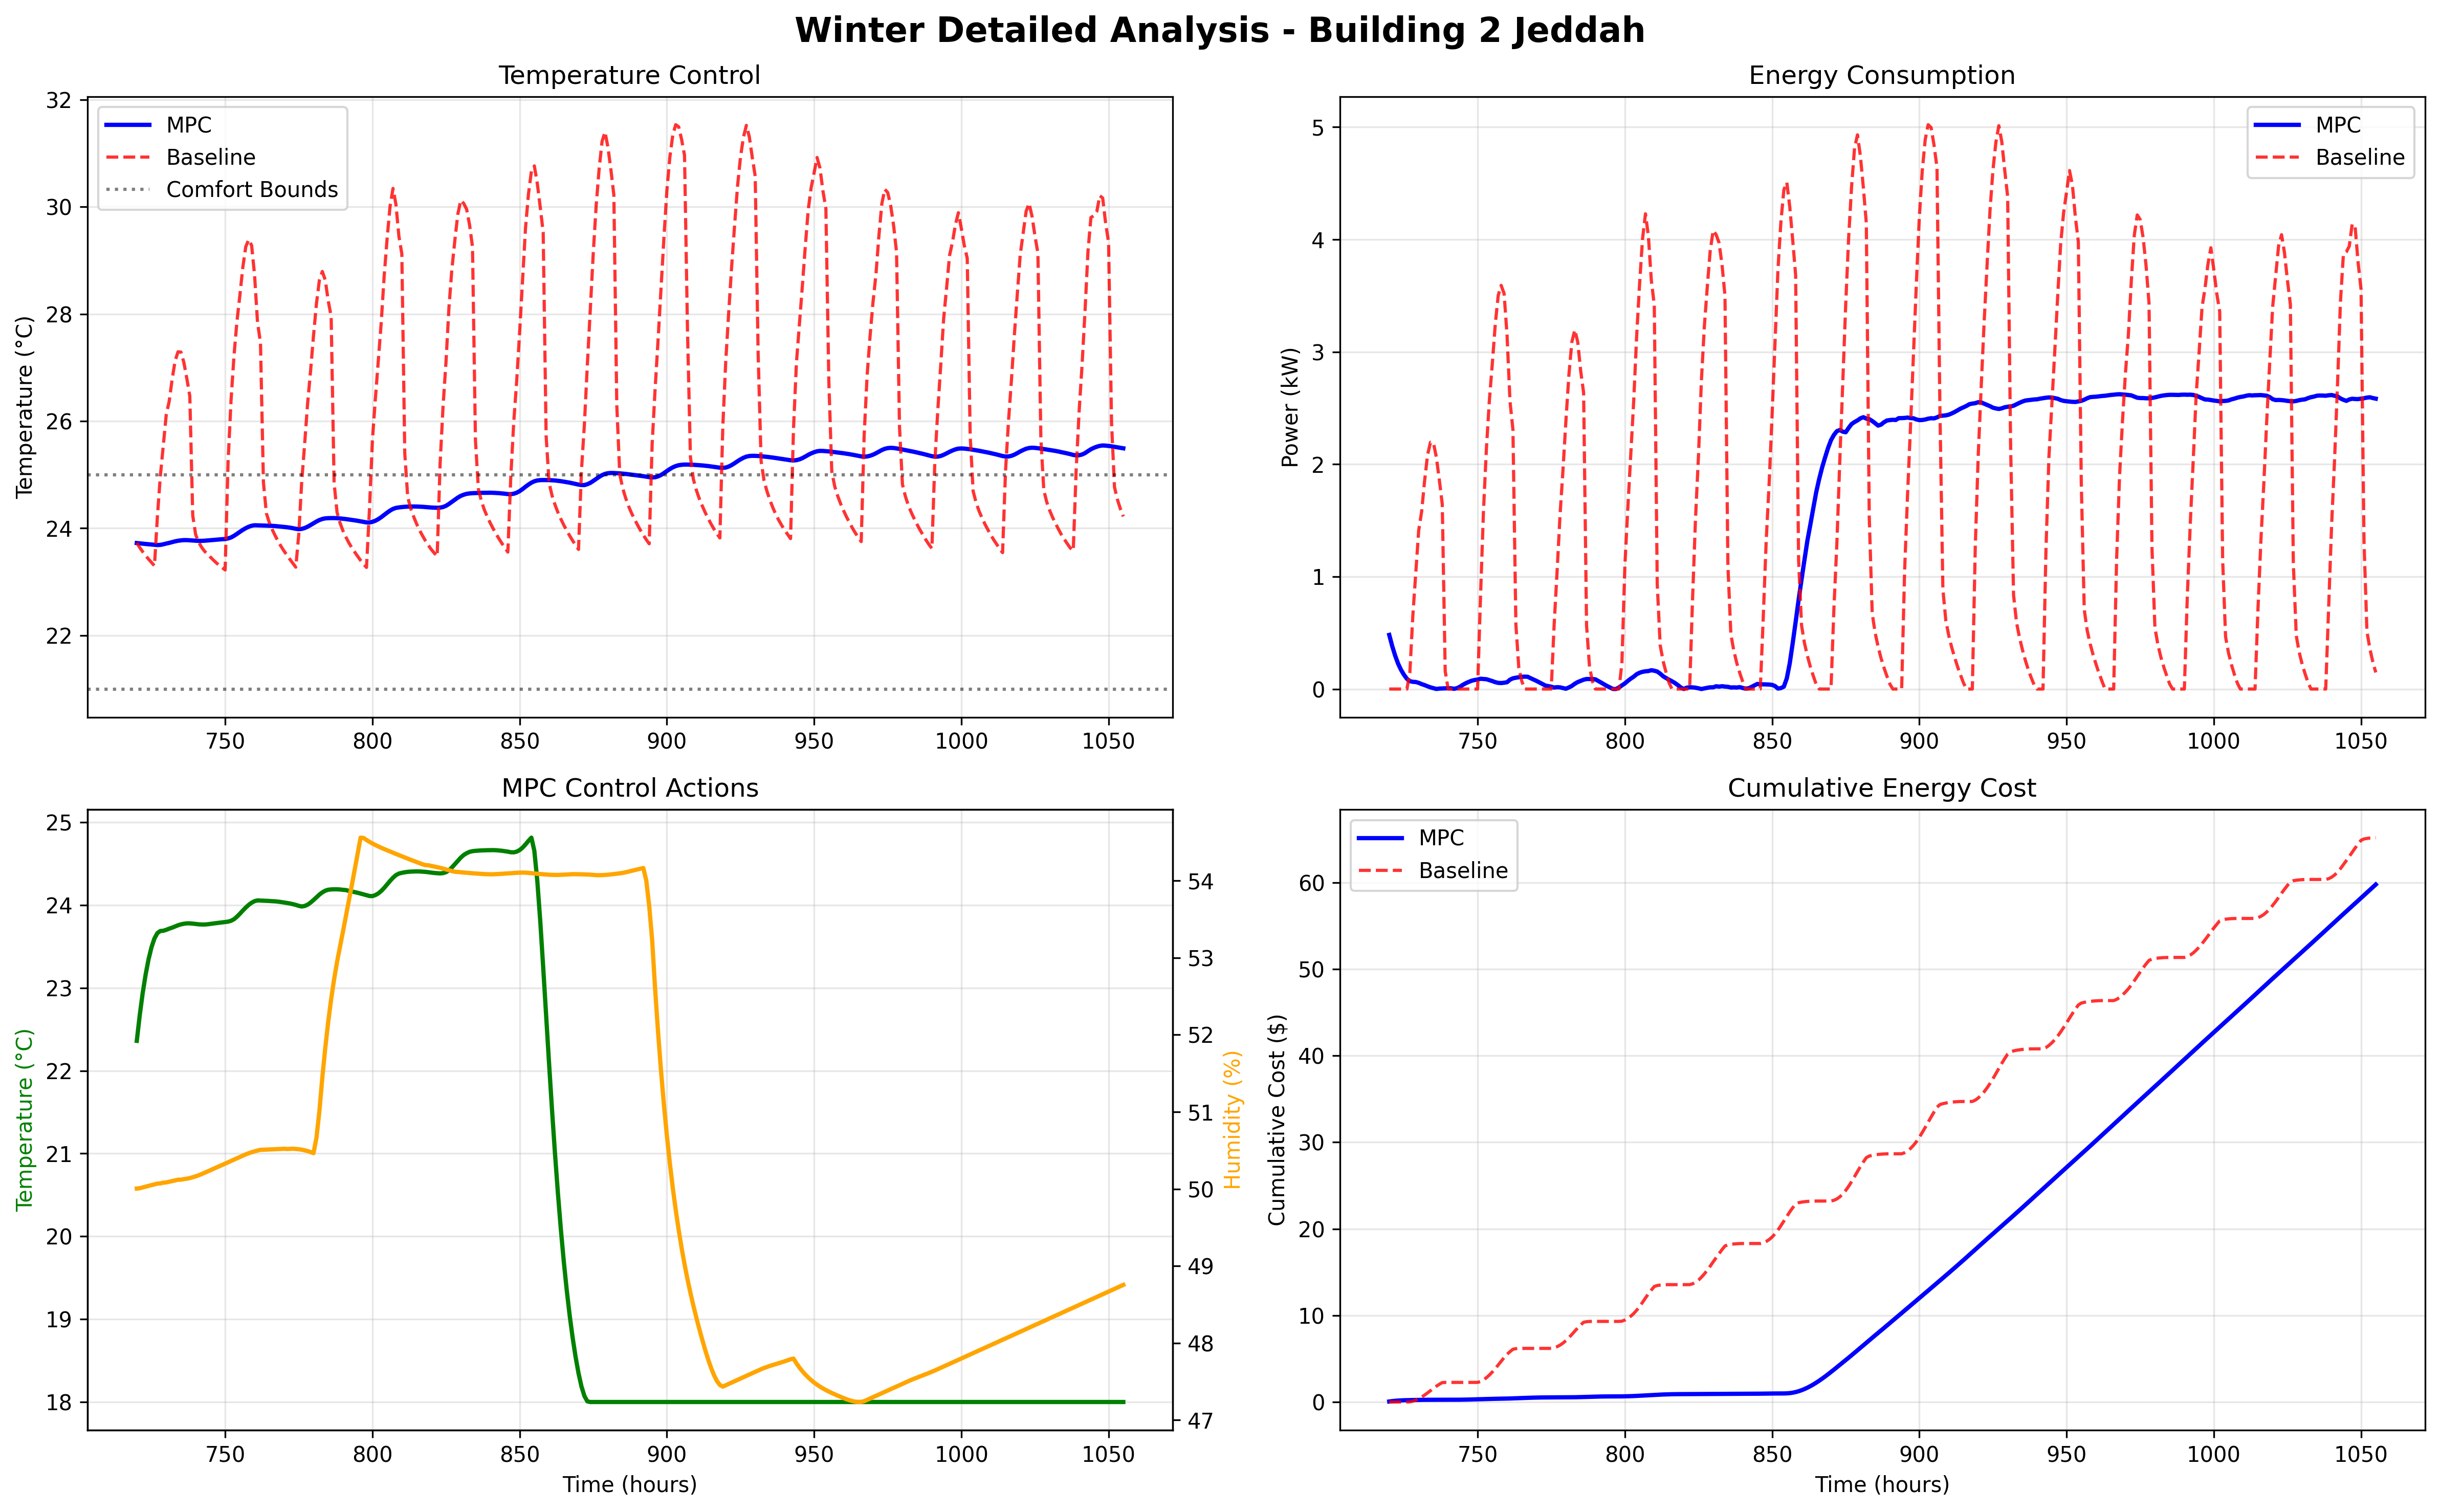 Winter Detailed Analysis - Building 2 Jeddah
Temperature Control
Temperature (°C)
32
30
28
26
24
22
MPC
Baseline
Comfort Bounds
750 800 850 900 950 1000 1050
Energy Consumption
Power (kW)
5
4
3
2
1
0
MPC
Baseline
750 800 850 900 950 1000 1050
MPC Control Actions
Temperature (°C)
25
24
23
22
21
20
19
18
Humidity (%)
54
53
52
51
50
49
48
47
750 800 850 900 950 1000 1050
Time (hours)
Cumulative Energy Cost
Cumulative Cost ($)
60
50
40
30
20
10
0
MPC
Baseline
750 800 850 900 950 1000 1050
Time (hours)